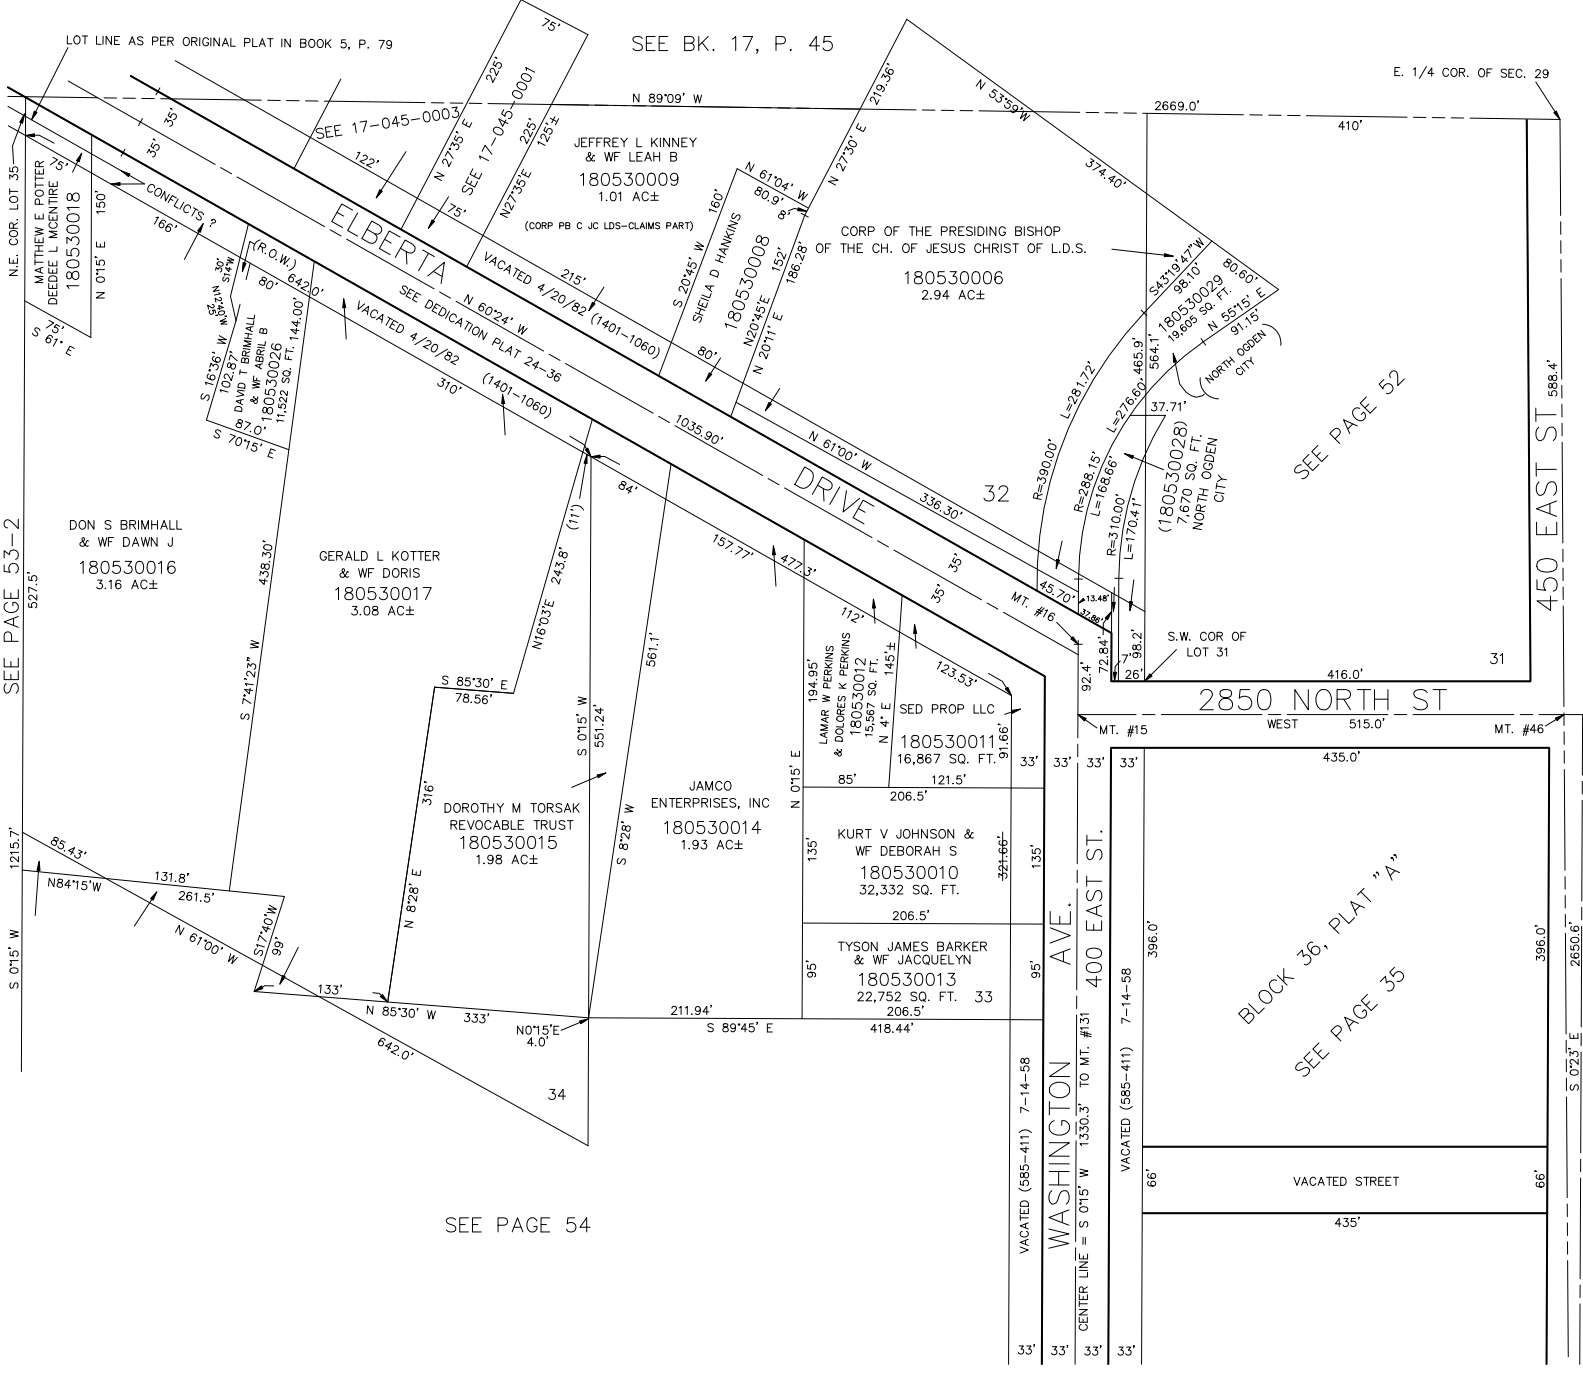 LOT LINE AS PER ORIGINAL PLAT IN BOOK 5, P. 79
SEE BK. 17, P. 45
E. 1/4 COR. OF SEC. 29
N 89°09' W
2669.0'
410'
75'
225'
N 27°35' E
SEE 17-045-0003
SEE 17-045-0001
225'
125'±
N27°35'E
122'
75'
35'
35'
JEFFREY L KINNEY
& WF LEAH B
180530009
1.01 AC±
(CORP PB C JC LDS-CLAIMS PART)
N 61°04' W
80.9'
8'
160'
S 20°45' W
SHEILA D HANKINS
180530008
N20°45'E 152'
N 20°11' E 186.28'
219.36'
N 27°30' E
N 53°59'W
374.40'
CORP OF THE PRESIDING BISHOP
OF THE CH. OF JESUS CHRIST OF L.D.S.
180530006
2.94 AC±
S43°19'47"W
98.10'
80.60'
180530029
19,605 SQ. FT.
N 55°15' E
91.15'
(NORTH OGDEN
CITY)
465.9'
564.1'
L=281.72'
L=276.60'
37.71'
R=390.00'
R=288.15'
L=168.66'
R=310.00'
L=170.41'
(180530028)
7,670 SQ. FT.
NORTH OGDEN
CITY
SEE PAGE 52
588.4'
450 EAST ST
N.E. COR. LOT 35
75'
MATTHEW E POTTER
DEEDEE L MCENTIRE
180530018
N 0°15' E 150'
75'
S 61° E
CONFLICTS ?
166'
(R.O.W.)
642.0'
80'
30'
S14°W
N12°40'W
25'
S 16°36' W
102.87'
DAVID T BRIMHALL
& WF ABRIL B
180530026
11,522 SQ. FT.
144.00'
87.0'
S 70°15' E
ELBERTA
DRIVE
VACATED 4/20/82 (1401-1060)
215'
80'
N 60°24' W
SEE DEDICATION PLAT 24-36
VACATED 4/20/82 (1401-1060)
310'
1035.90'
N 61°00' W
336.30'
32
84'
157.77'
477.3'
112'
123.53'
35'
35'
45.70'
13.48'
37.86'
MT. #16
92.4'
72.84'
98.2'
7'
26'
S.W. COR OF
LOT 31
31
416.0'
2850 NORTH ST
WEST
515.0'
MT. #15
MT. #46
SEE PAGE 53-2
527.5'
DON S BRIMHALL
& WF DAWN J
180530016
3.16 AC±
438.30'
S 7°41'23" W
GERALD L KOTTER
& WF DORIS
180530017
3.08 AC±
(11')
243.8'
N16°03'E
S 85°30' E
78.56'
316'
N 8°28' E
S 0°15' W
551.24'
561.1'
S 8°28' W
DOROTHY M TORSAK
REVOCABLE TRUST
180530015
1.98 AC±
JAMCO
ENTERPRISES, INC
180530014
1.93 AC±
194.95'
N 0°15' E
LAMAR W PERKINS
& DOLORES K PERKINS
180530012
15,567 SQ. FT.
N 4° E 145'±
SED PROP LLC
180530011
16,867 SQ. FT.
91.66'
85'
121.5'
206.5'
33'
33'
33'
33'
KURT V JOHNSON &
WF DEBORAH S
180530010
32,332 SQ. FT.
135'
135'
321.66'
206.5'
TYSON JAMES BARKER
& WF JACQUELYN
180530013
22,752 SQ. FT.
33
95'
95'
206.5'
211.94'
S 89°45' E
418.44'
1215.7'
S 0°15' W
85.43'
N84°15'W
131.8'
261.5'
N 61°00' W
S17°40'W
99'
133'
N 85°30' W
333'
N0°15'E
4.0'
642.0'
34
SEE PAGE 54
435.0'
396.0'
396.0'
BLOCK 36, PLAT "A"
SEE PAGE 35
2650.6'
S 0°23' E
WASHINGTON AVE.
400 EAST ST.
VACATED (585-411) 7-14-58
VACATED (585-411) 7-14-58
CENTER LINE = S 0°15' W 1330.3' TO MT. #131
66'
VACATED STREET
66'
435'
33'
33'
33'
33'